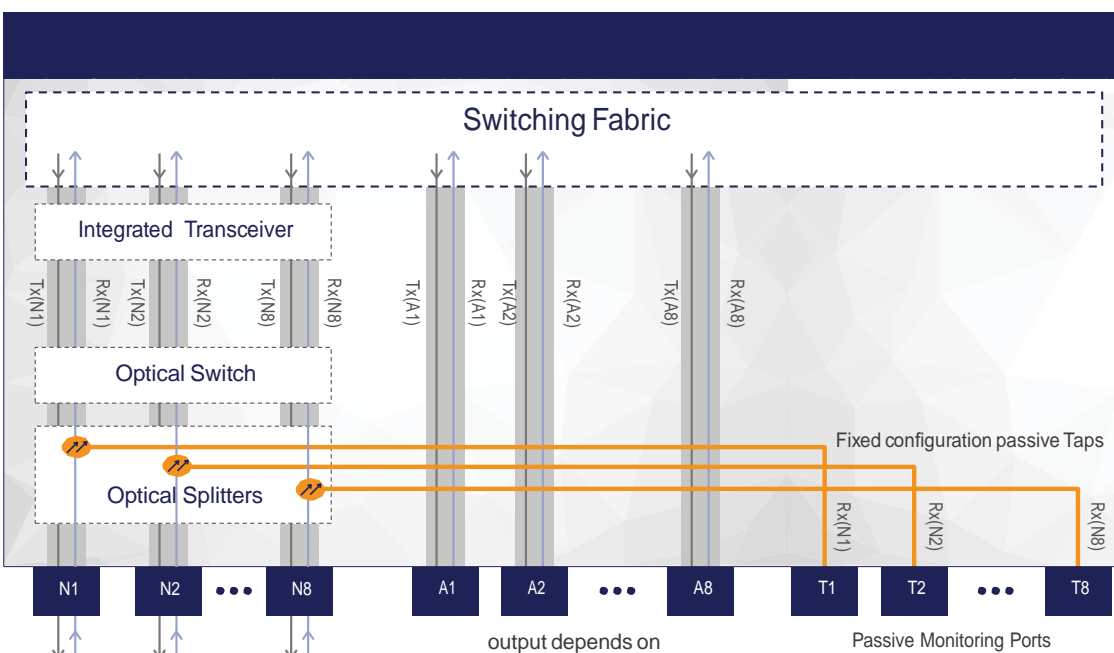 Switching Fabric
Integrated Transceiver
Tx(N1)
Rx(N1)
Tx(N2)
Rx(N2)
Tx(N8)
Rx(N8)
Tx(A1)
Rx(A1)
Tx(A2)
Rx(A2)
Tx(A8)
Rx(A8)
Optical Switch
Fixed configuration passive Taps
Optical Splitters
Rx(N1)
Rx(N2)
Rx(N8)
N1
N2
N8
A1
A2
A8
T1
T2
T8
output depends on
Passive Monitoring Ports